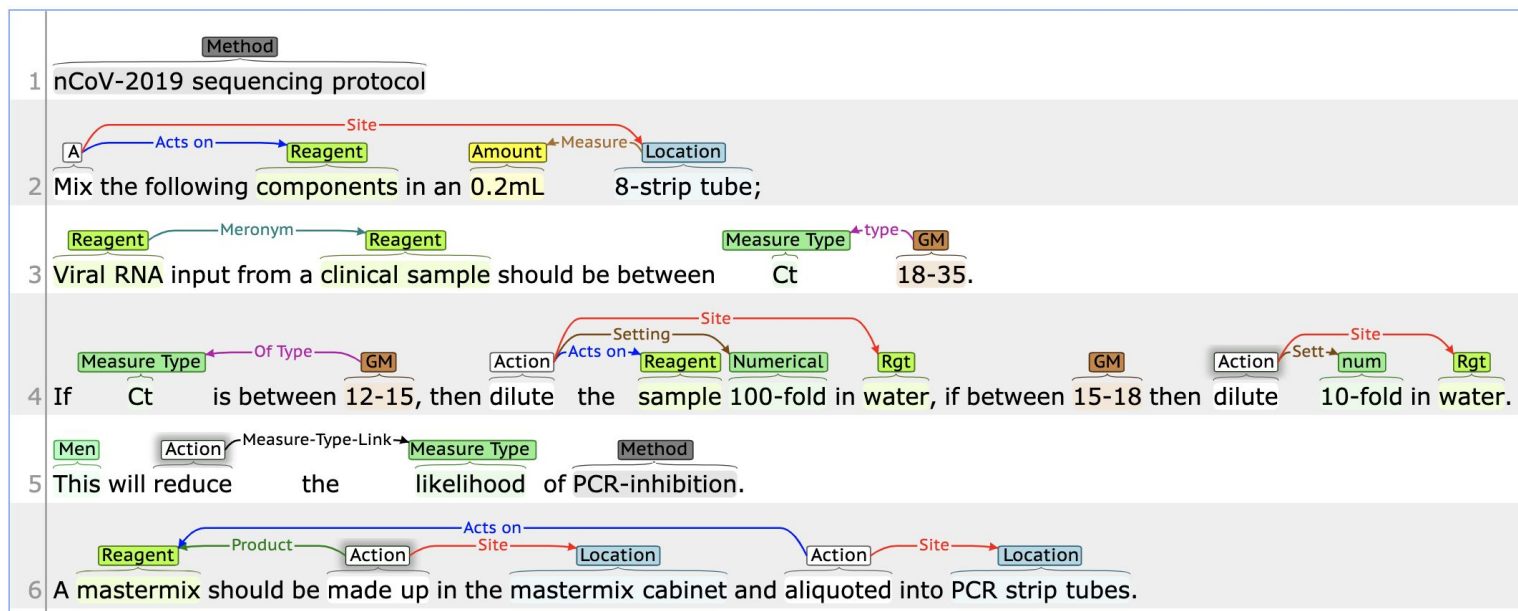 Method
1 nCoV-2019 sequencing protocol
Site
Acts on Measure
A Reagent Amount Location
2 Mix the following components in an 0.2mL 8-strip tube;
Meronym type
Reagent Reagent Measure Type GM
3 Viral RNA input from a clinical sample should be between Ct 18-35.
Site
Setting Site
Of Type Acts on Sett
Measure Type GM Action Reagent Numerical Rgt GM Action num Rgt
4 If Ct is between 12-15, then dilute the sample 100-fold in water, if between 15-18 then dilute 10-fold in water.
Men Action Measure-Type-Link Measure Type Method
5 This will reduce the likelihood of PCR-inhibition.
Acts on
Product Site Site
Reagent Action Location Action Location
6 A mastermix should be made up in the mastermix cabinet and aliquoted into PCR strip tubes.